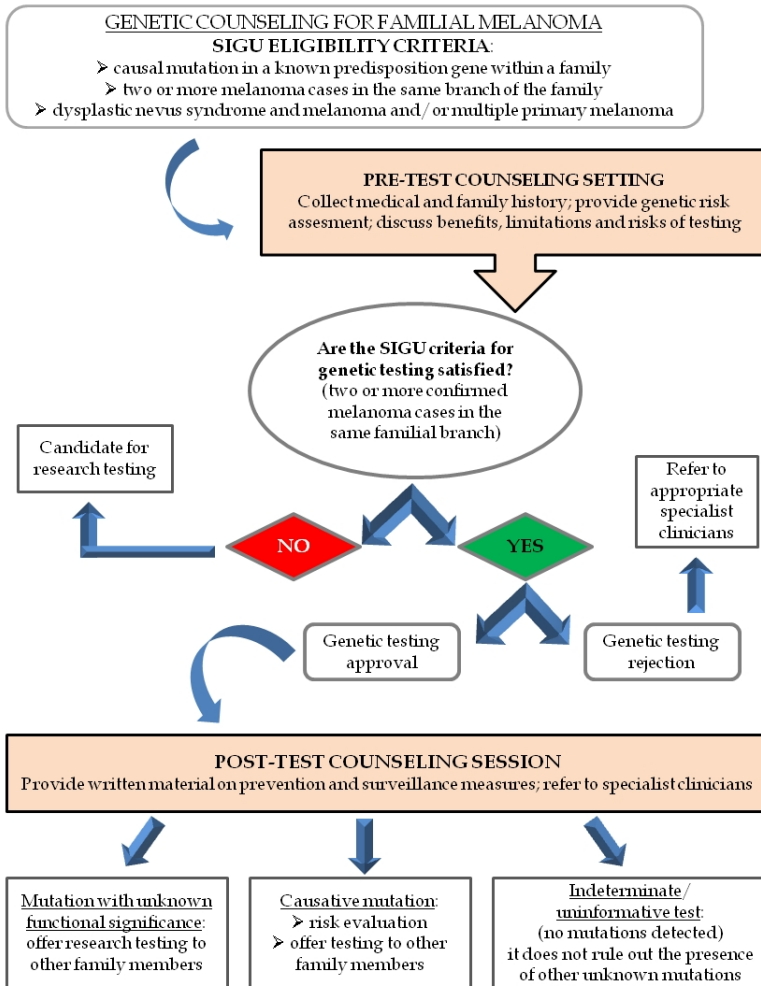 GENETIC COUNSELING FOR FAMILIAL MELANOMA
SIGU ELIGIBILITY CRITERIA:
➢ causal mutation in a known predisposition gene within a family
➢ two or more melanoma cases in the same branch of the family
➢ dysplastic nevus syndrome and melanoma and/or multiple primary melanoma
PRE-TEST COUNSELING SETTING
Collect medical and family history; provide genetic risk
assesment; discuss benefits, limitations and risks of testing
Are the SIGU criteria for
genetic testing satisfied?
(two or more confirmed
melanoma cases in the
same familial branch)
Candidate for
research testing
Refer to
appropriate
specialist
clinicians
NO
YES
Genetic testing
approval
Genetic testing
rejection
POST-TEST COUNSELING SESSION
Provide written material on prevention and surveillance measures; refer to specialist clinicians
Mutation with unknown
functional significance:
offer research testing to
other family members
Causative mutation:
➢ risk evaluation
➢ offer testing to other
family members
Indeterminate/
uninformative test:
(no mutations detected)
it does not rule out the presence
of other unknown mutations